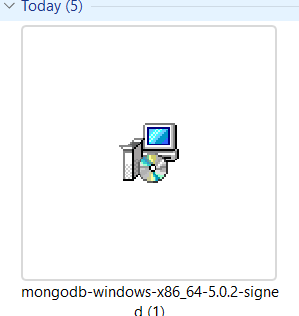 Today (5)
mongodb-windows-x86_64-5.0.2-signe
d (1)